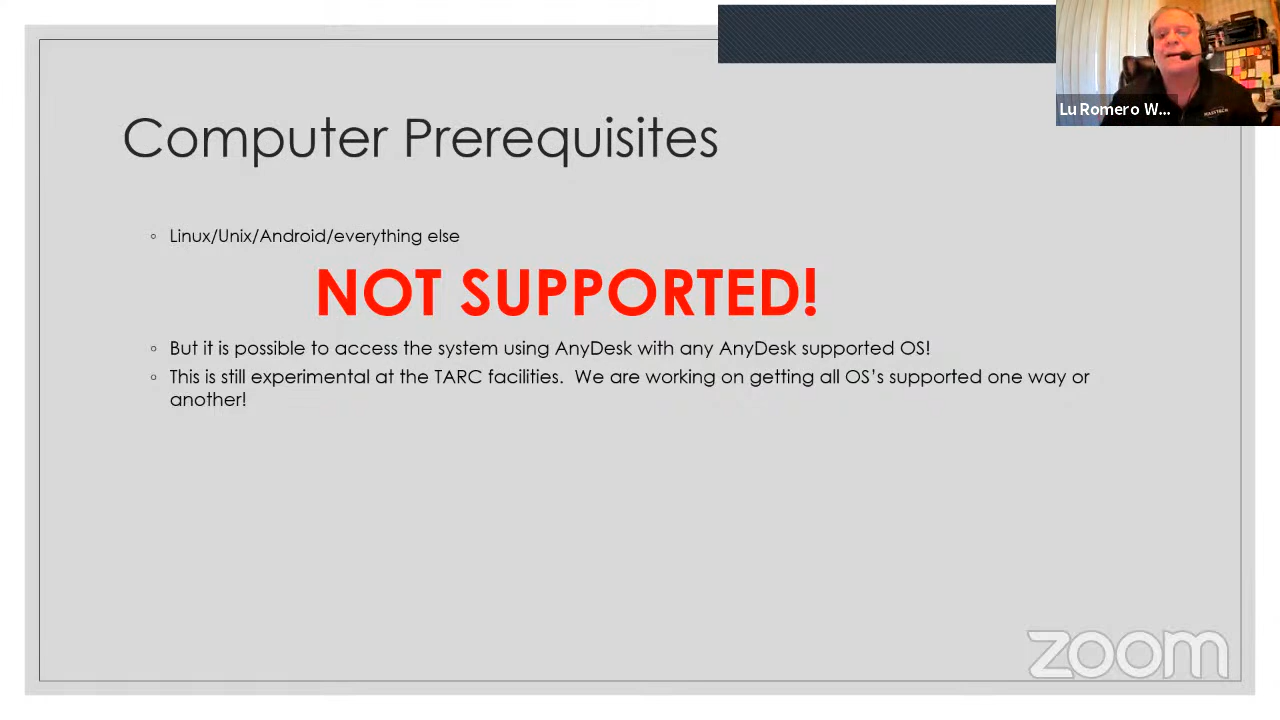 Lu Romero W...
Computer Prerequisites
Linux/Unix/Android/everything else
NOT SUPPORTED!
But it is possible to access the system using AnyDesk with any AnyDesk supported OS!
This is still experimental at the TARC facilities.  We are working on getting all OS’s supported one way or
another!
zoom